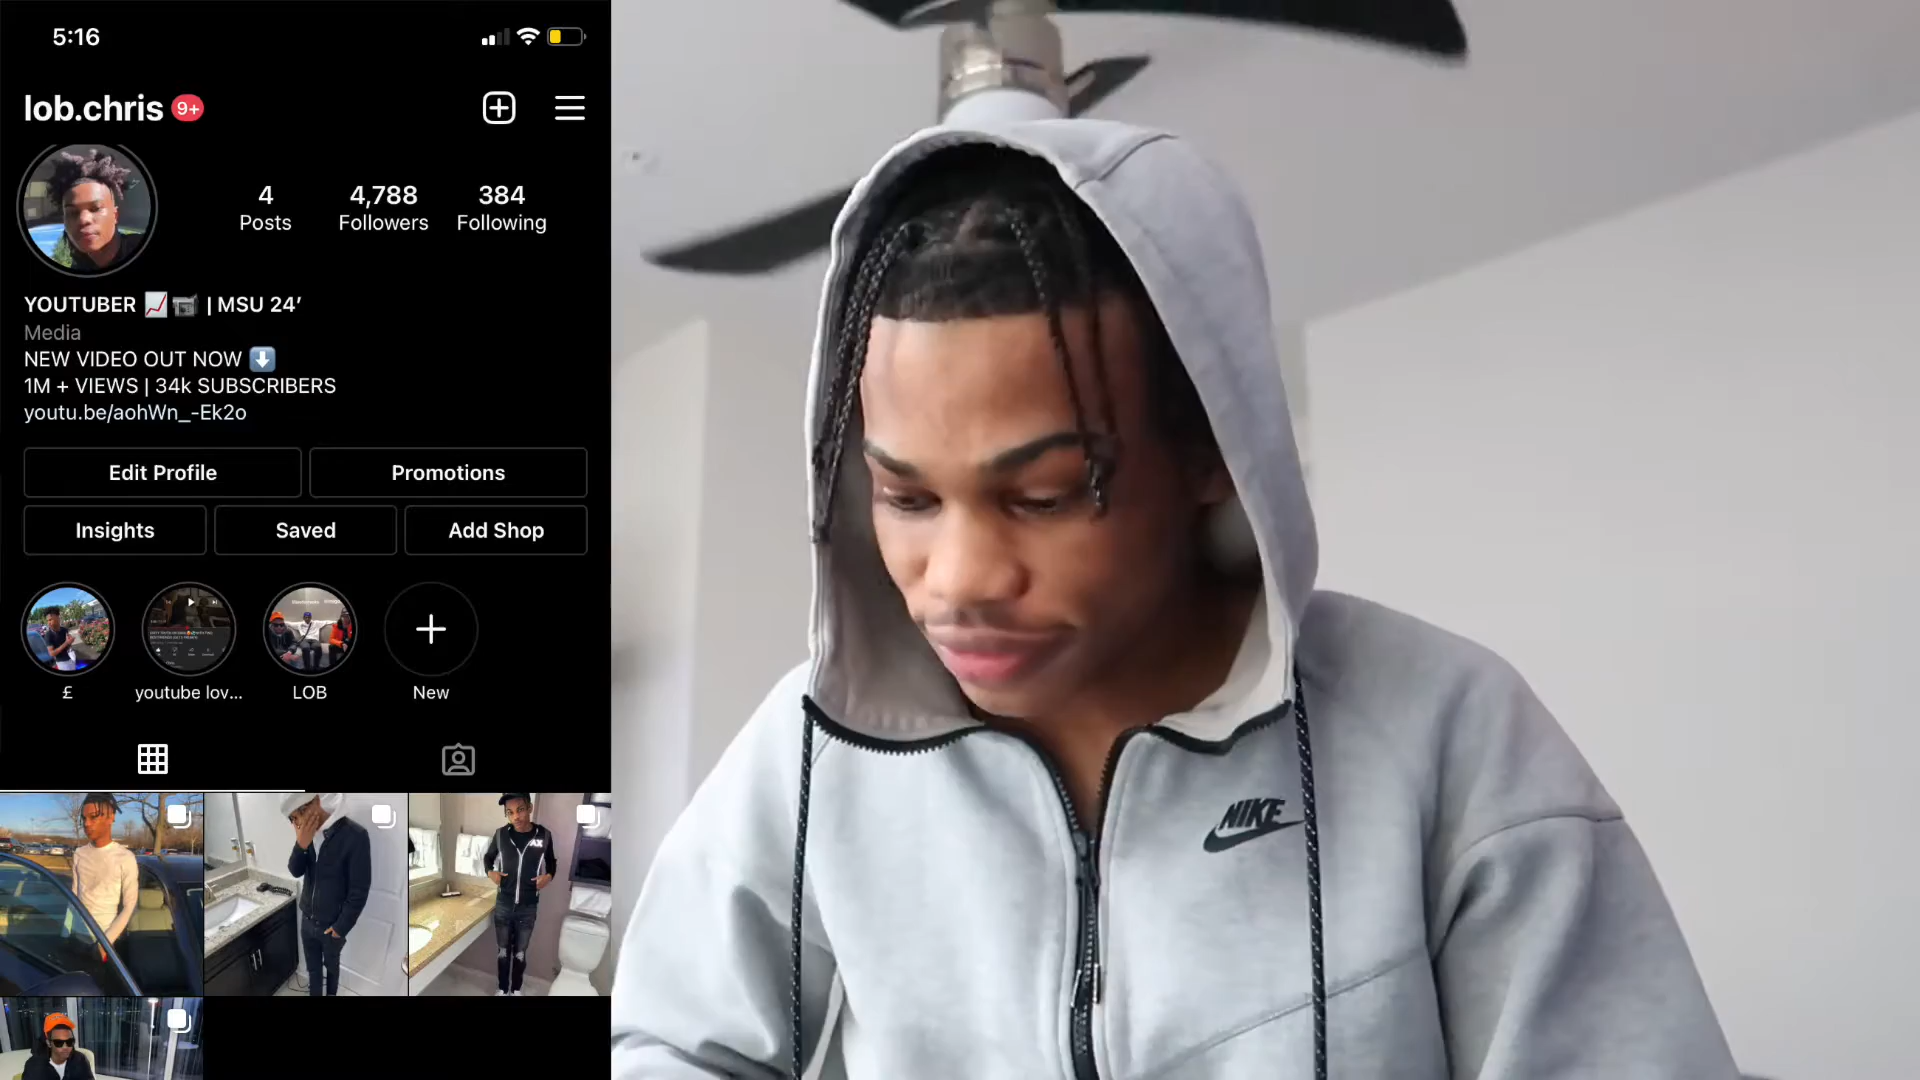 5:16
lob.chris 9+
4
Posts
4,788
Followers
384
Following
YOUTUBER 📈📹 | MSU 24’
Media
NEW VIDEO OUT NOW ⬇️
1M + VIEWS | 34k SUBSCRIBERS
youtu.be/aohWn_-Ek2o
Edit Profile
Promotions
Insights
Saved
Add Shop
£
youtube lov...
LOB
New
AX
NIKE